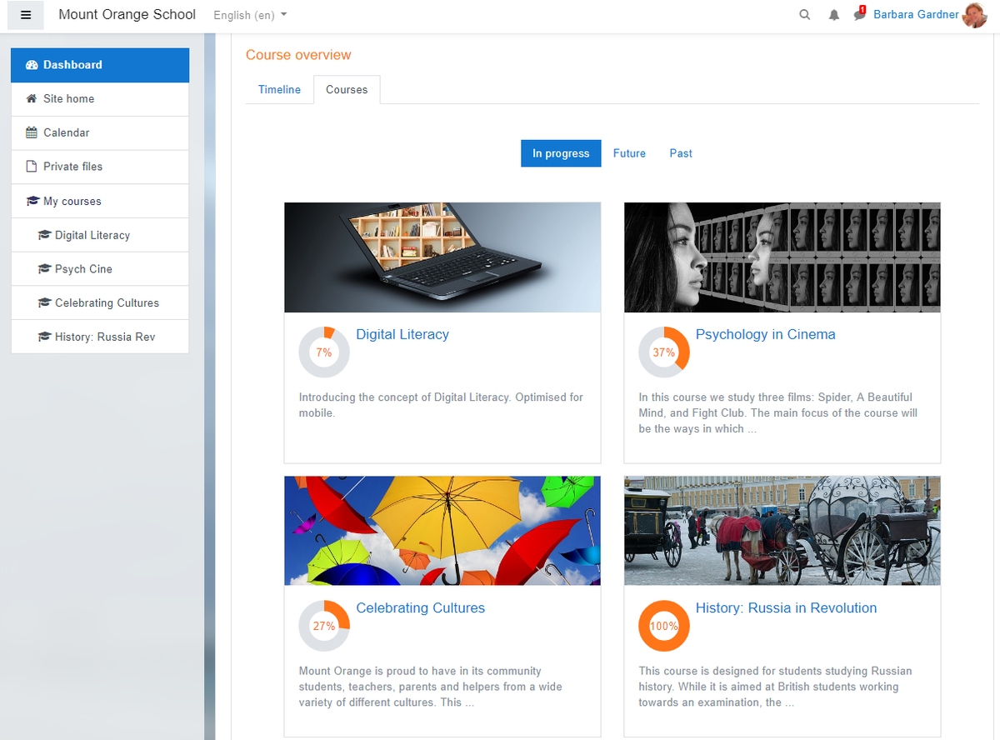 Mount Orange School English (en)
1
Barbara Gardner
Dashboard
Site home
Calendar
Private files
My courses
Digital Literacy
Psych Cine
Celebrating Cultures
History: Russia Rev
Course overview
Timeline Courses
In progress Future Past
Digital Literacy
7%
Introducing the concept of Digital Literacy. Optimised for
mobile.
Psychology in Cinema
37%
In this course we study three films: Spider, A Beautiful
Mind, and Fight Club. The main focus of the course will
be the ways in which ...
Celebrating Cultures
27%
Mount Orange is proud to have in its community
students, teachers, parents and helpers from a wide
variety of different cultures. This ...
History: Russia in Revolution
100%
This course is designed for students studying Russian
history. While it is aimed at British students working
towards an examination, the ...